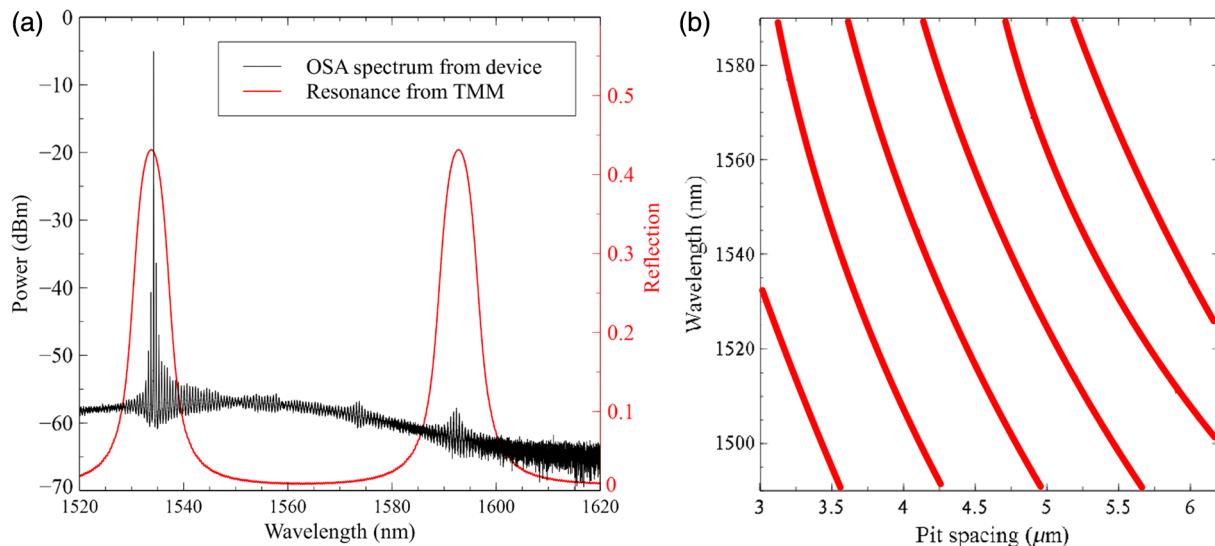 (a)
0
−10
−20
−30
−40
−50
−60
−70
Power (dBm)
OSA spectrum from device
Resonance from TMM
0.5
0.4
0.3
0.2
0.1
0
Reflection
1520 1540 1560 1580 1600 1620
Wavelength (nm)
(b)
1580
1560
1540
1520
1500
Wavelength (nm)
3 3.5 4 4.5 5 5.5 6
Pit spacing (μm)